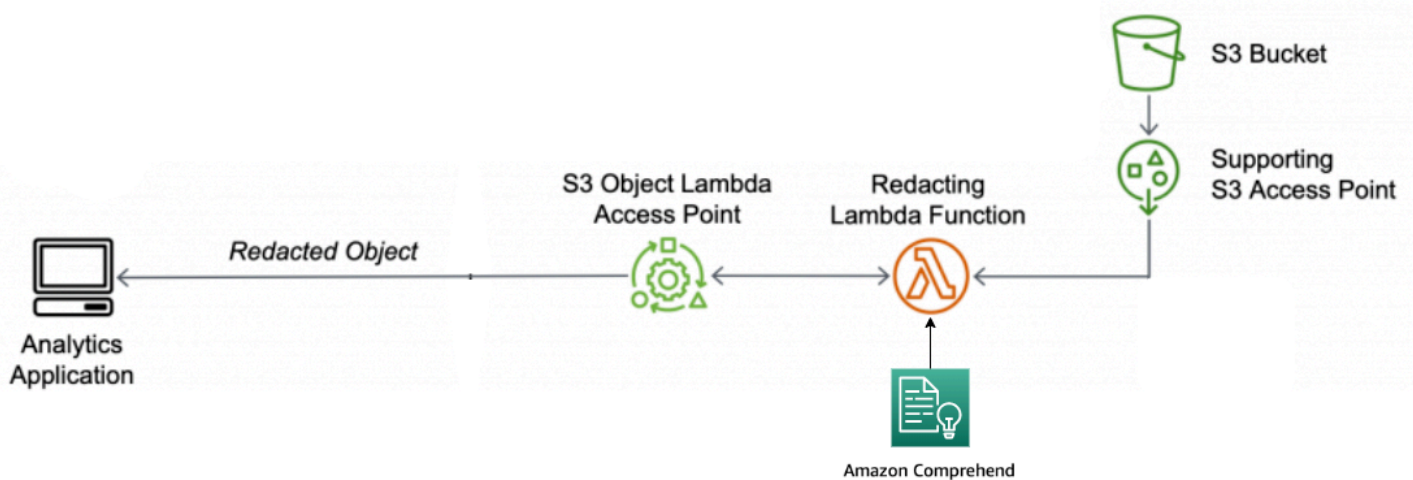 S3 Bucket
Supporting
S3 Access Point
S3 Object Lambda
Access Point
Redacting
Lambda Function
Redacted Object
Analytics
Application
Amazon Comprehend